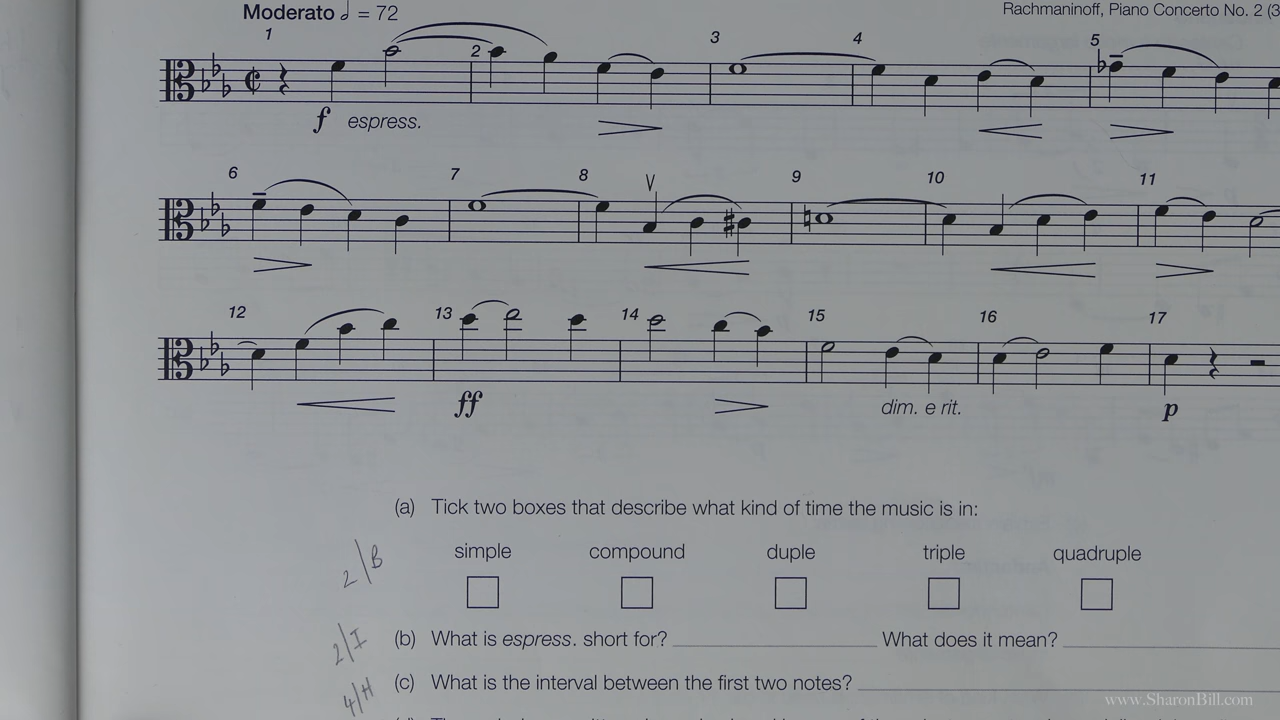 Moderato 𝅗𝅥 = 72
Rachmaninoff, Piano Concerto No. 2 (3
1 2 3 4 5
f espress.
6 7 8 9 10 11
12 13 14 15 16 17
ff dim. e rit. p
(a) Tick two boxes that describe what kind of time the music is in:
simple compound duple triple quadruple
2/B
2/I (b) What is espress. short for? What does it mean?
4/H (c) What is the interval between the first two notes?
www.SharonBill.com